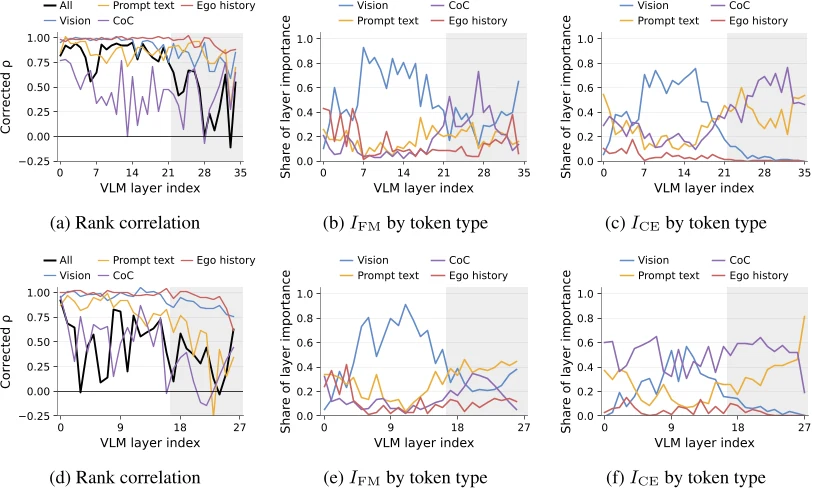 All Prompt text
Vision CoC
Corrected ρ
1.00
0.75
0.50
0.25
0.00
−0.25
0 7 14 21 28 35
VLM layer index
(a) Rank correlation
Vision CoC
Prompt text Ego history
Share of layer importance
1.0
0.8
0.6
0.4
0.2
0.0
0 7 14 21 28 35
VLM layer index
(b) I_FM by token type
Vision CoC
Prompt text Ego history
Share of layer importance
1.0
0.8
0.6
0.4
0.2
0.0
0 7 14 21 28 35
VLM layer index
(c) I_CE by token type
All Prompt text Ego history
Vision CoC
Corrected ρ
1.00
0.75
0.50
0.25
0.00
−0.25
0 9 18 27
VLM layer index
(d) Rank correlation
Vision CoC
Prompt text Ego history
Share of layer importance
1.0
0.8
0.6
0.4
0.2
0.0
0 9 18 27
VLM layer index
(e) I_FM by token type
Vision CoC
Prompt text Ego history
Share of layer importance
1.0
0.8
0.6
0.4
0.2
0.0
0 9 18 27
VLM layer index
(f) I_CE by token type